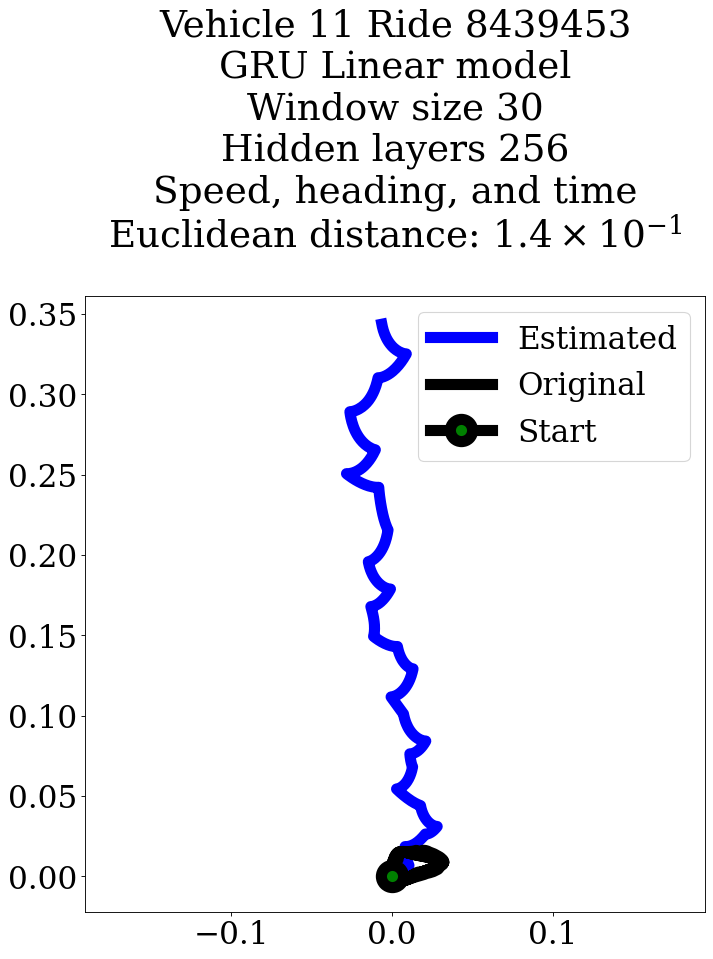 Vehicle 11 Ride 8439453
GRU Linear model
Window size 30
Hidden layers 256
Speed, heading, and time
Euclidean distance: 1.4 × 10⁻¹
0.35
0.30
0.25
0.20
0.15
0.10
0.05
0.00
−0.1
0.0
0.1
Estimated
Original
Start